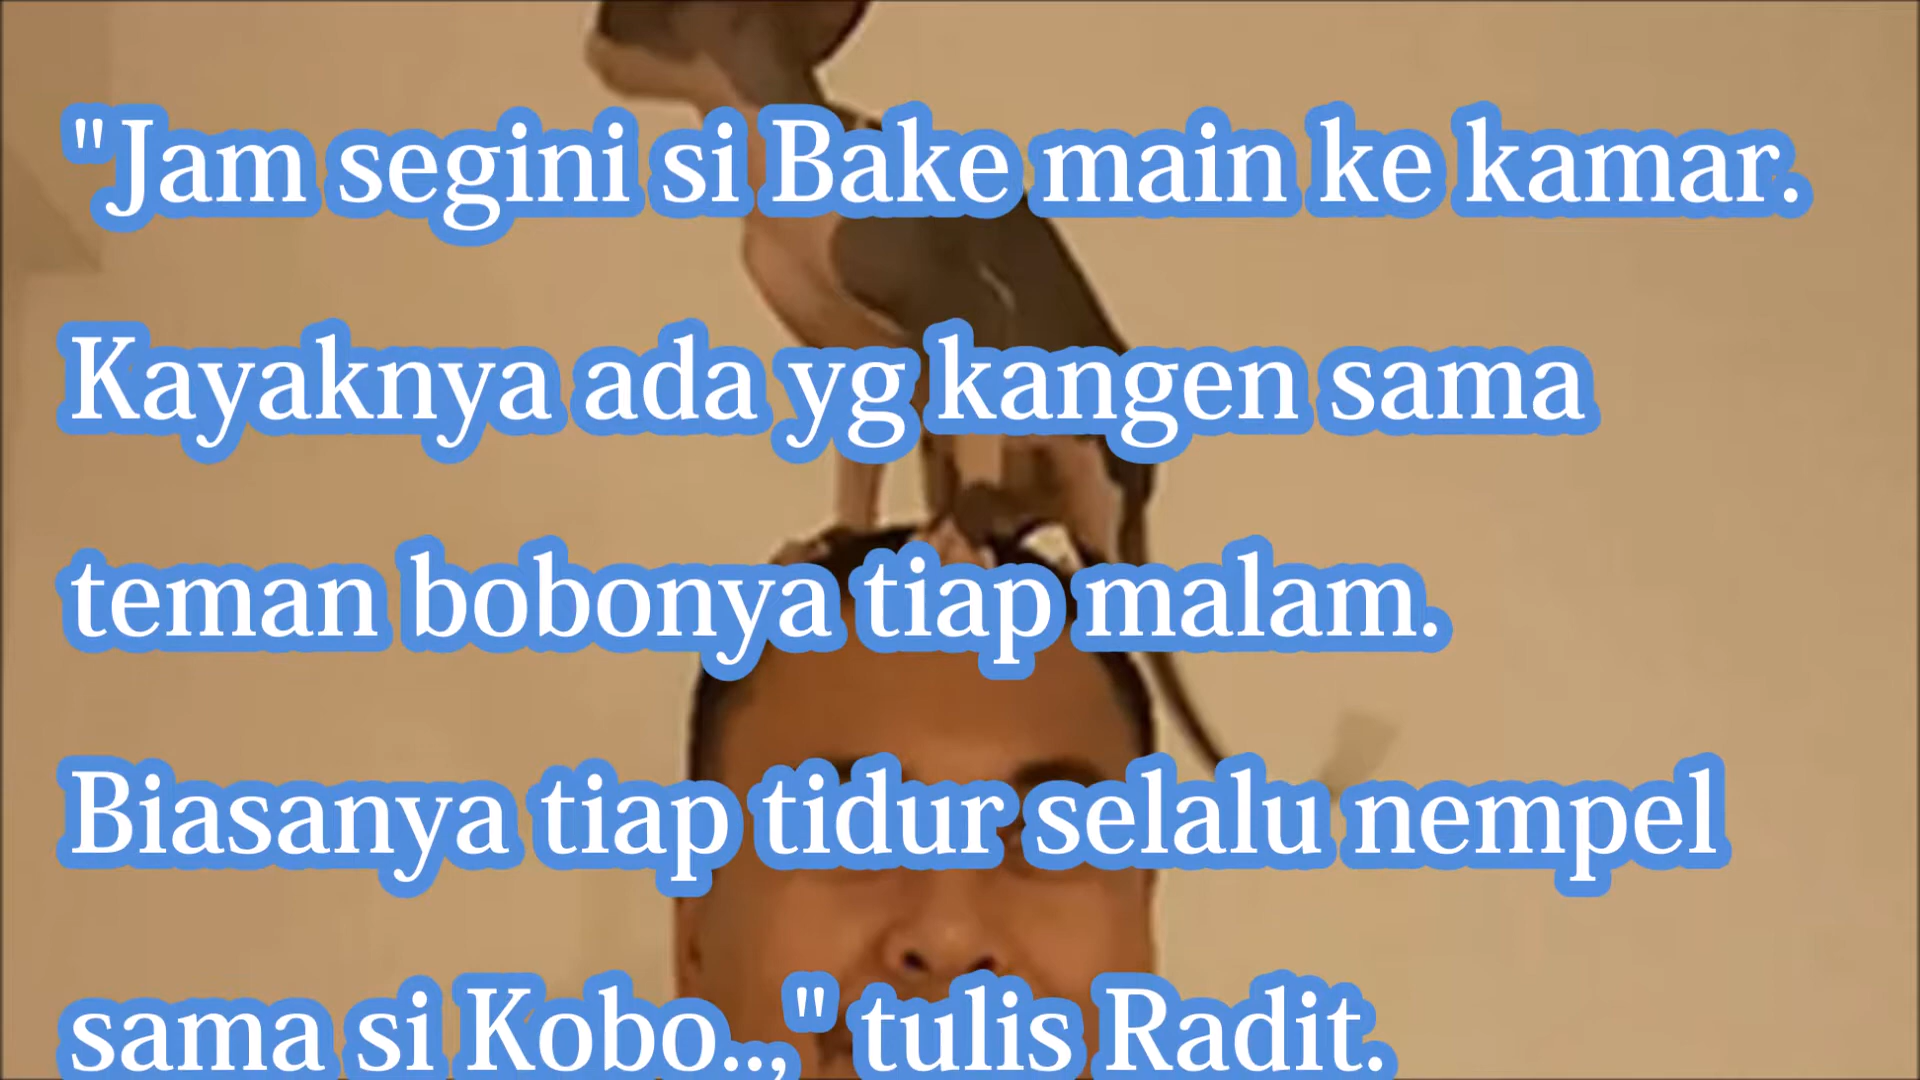 "Jam segini si Bake main ke kamar.
Kayaknya ada yg kangen sama
teman bobonya tiap malam.
Biasanya tiap tidur selalu nempel
sama si Kobo..," tulis Radit.